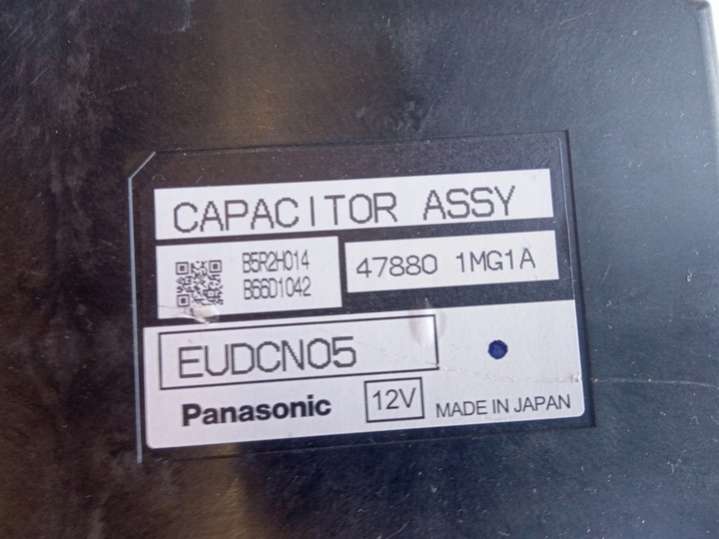 CAPACITOR ASSY
B5R2H014
B66D1042
47880 1MG1A
EUDCN05
Panasonic
12V
MADE IN JAPAN